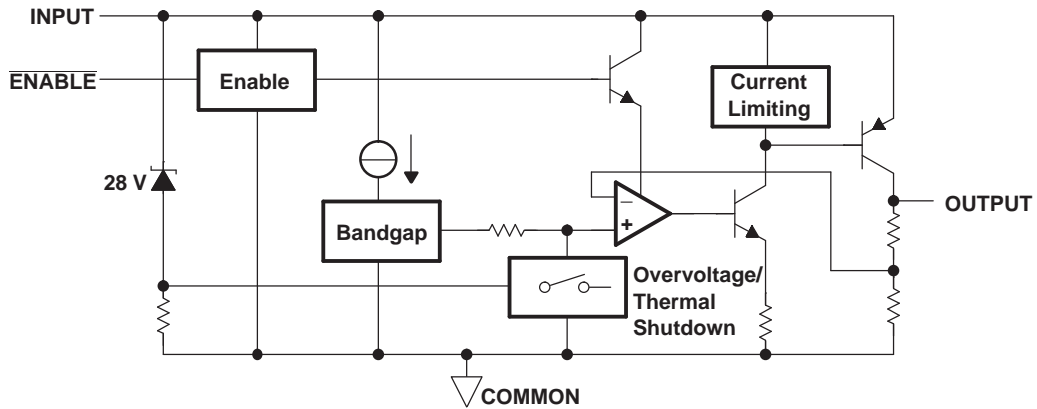 INPUT
ENABLE
Enable
Current
Limiting
28 V
−
+
OUTPUT
Bandgap
Overvoltage/
Thermal
Shutdown
COMMON